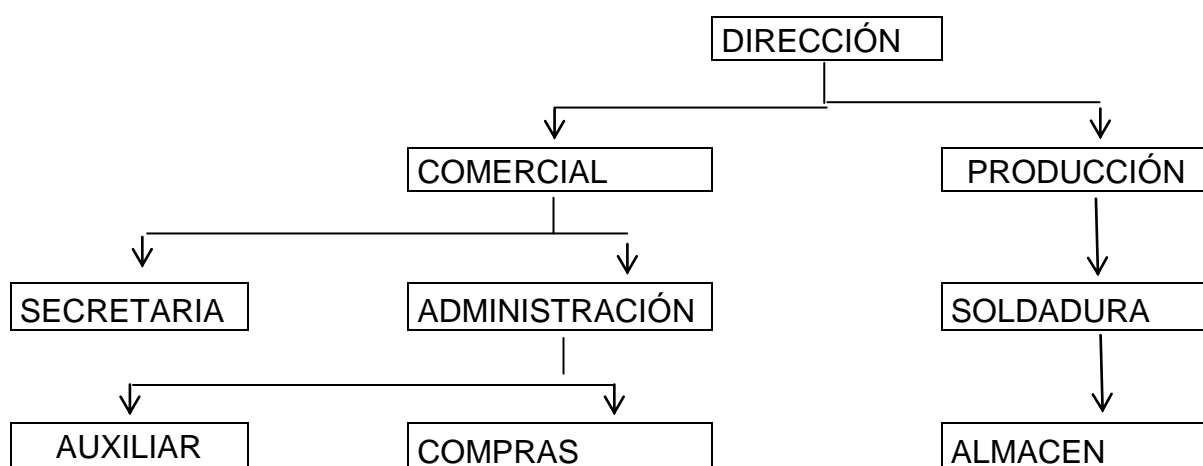 DIRECCIÓN
COMERCIAL
PRODUCCIÓN
SECRETARIA
ADMINISTRACIÓN
SOLDADURA
AUXILIAR
COMPRAS
ALMACEN